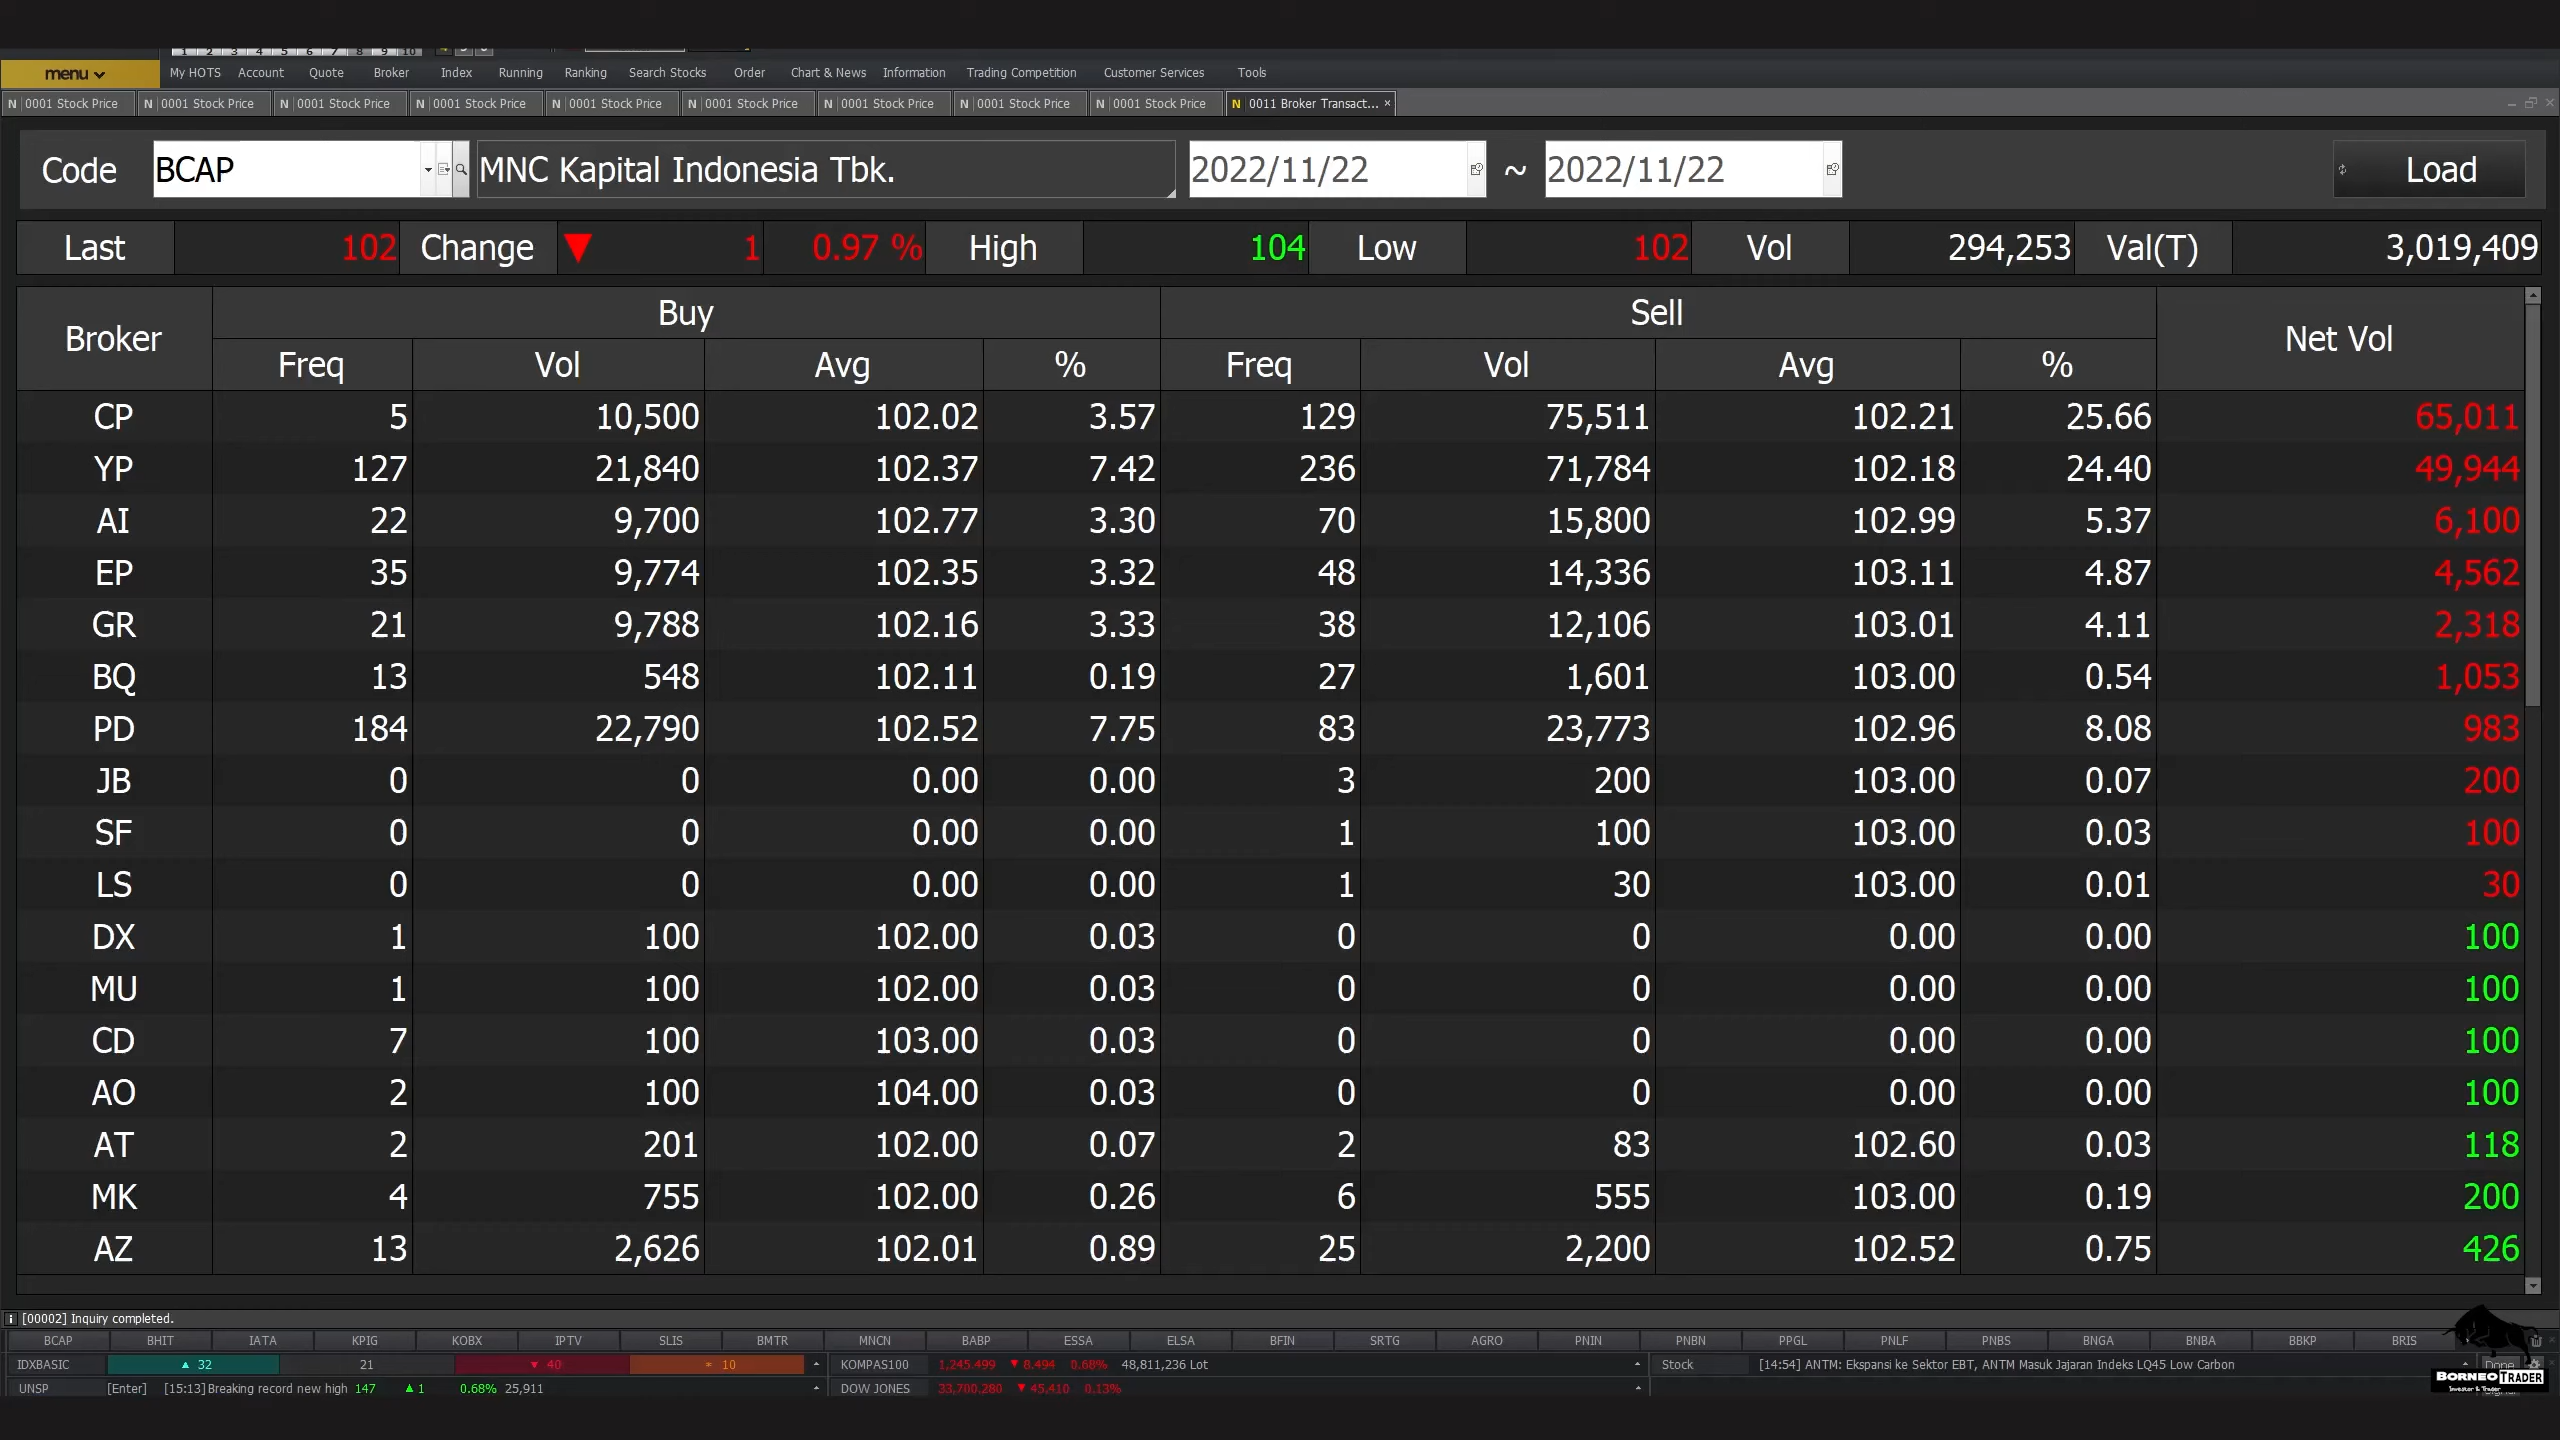 1 2 3 4 5 6 7 8 9 10
menu My HOTS Account Quote Broker Index Running Ranking Search Stocks Order Chart & News Information Trading Competition Customer Services Tools
N 0001 Stock Price N 0001 Stock Price N 0001 Stock Price N 0001 Stock Price N 0001 Stock Price N 0001 Stock Price N 0001 Stock Price N 0001 Stock Price N 0001 Stock Price N 0011 Broker Transact... ×
Code BCAP MNC Kapital Indonesia Tbk. 2022/11/22 ~ 2022/11/22 Load
Last 102 Change ▼ 1 0.97 % High 104 Low 102 Vol 294,253 Val(T) 3,019,409
Broker Buy Sell Net Vol
Freq Vol Avg % Freq Vol Avg %
CP 5 10,500 102.02 3.57 129 75,511 102.21 25.66 65,011
YP 127 21,840 102.37 7.42 236 71,784 102.18 24.40 49,944
AI 22 9,700 102.77 3.30 70 15,800 102.99 5.37 6,100
EP 35 9,774 102.35 3.32 48 14,336 103.11 4.87 4,562
GR 21 9,788 102.16 3.33 38 12,106 103.01 4.11 2,318
BQ 13 548 102.11 0.19 27 1,601 103.00 0.54 1,053
PD 184 22,790 102.52 7.75 83 23,773 102.96 8.08 983
JB 0 0 0.00 0.00 3 200 103.00 0.07 200
SF 0 0 0.00 0.00 1 100 103.00 0.03 100
LS 0 0 0.00 0.00 1 30 103.00 0.01 30
DX 1 100 102.00 0.03 0 0 0.00 0.00 100
MU 1 100 102.00 0.03 0 0 0.00 0.00 100
CD 7 100 103.00 0.03 0 0 0.00 0.00 100
AO 2 100 104.00 0.03 0 0 0.00 0.00 100
AT 2 201 102.00 0.07 2 83 102.60 0.03 118
MK 4 755 102.00 0.26 6 555 103.00 0.19 200
AZ 13 2,626 102.01 0.89 25 2,200 102.52 0.75 426
[00002] Inquiry completed.
BCAP BHIT IATA KPIG KOBX IPTV SLIS BMTR MNCN BABP ESSA ELSA BFIN SRTG AGRO PNIN PNBN PPGL PNLF PNBS BNGA BNBA BBKP BRIS
IDXBASIC ▲ 32 21 ▼ 40 * 10 KOMPAS100 1,245.499 ▼ 8.494 0.68% 48,811,236 Lot Stock [14:54] ANTM: Ekspansi ke Sektor EBT, ANTM Masuk Jajaran Indeks LQ45 Low Carbon Done
UNSP [Enter] [15:13]Breaking record new high 147 ▲ 1 0.68% 25,911 DOW JONES 33,700.280 ▼ 45,410 0.13%
BORNEO TRADER
Investor & Trader